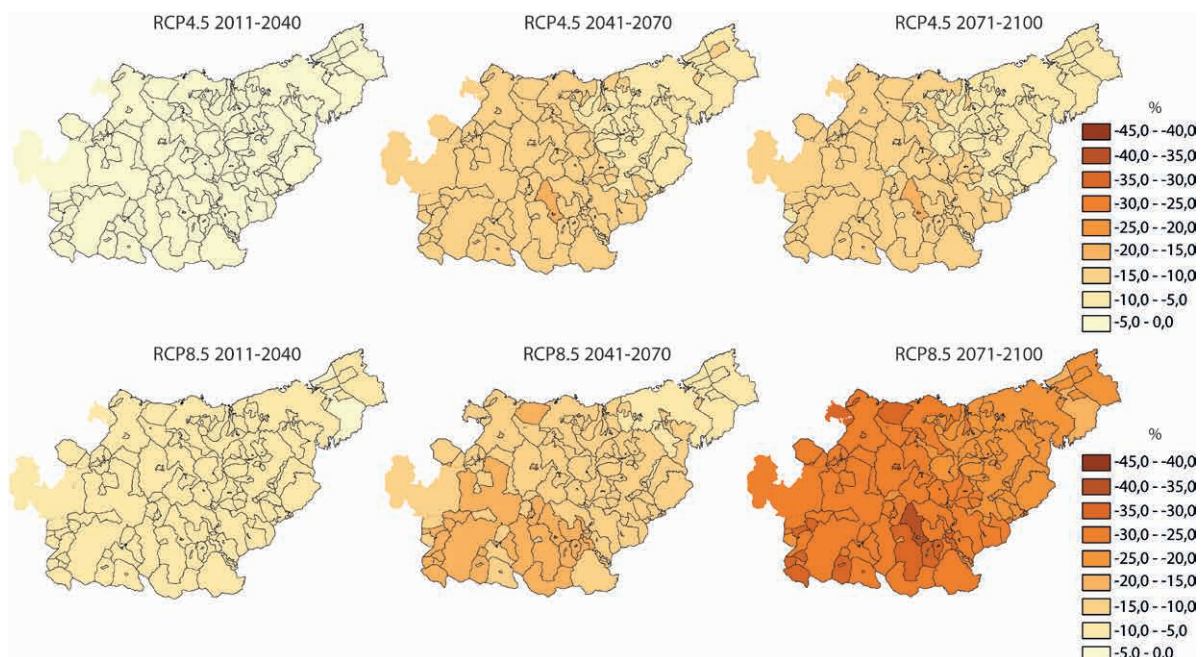 RCP4.5 2011-2040
RCP4.5 2041-2070
RCP4.5 2071-2100
%
-45,0 - -40,0
-40,0 - -35,0
-35,0 - -30,0
-30,0 - -25,0
-25,0 - -20,0
-20,0 - -15,0
-15,0 - -10,0
-10,0 - -5,0
-5,0 - 0,0
RCP8.5 2011-2040
RCP8.5 2041-2070
RCP8.5 2071-2100
%
-45,0 - -40,0
-40,0 - -35,0
-35,0 - -30,0
-30,0 - -25,0
-25,0 - -20,0
-20,0 - -15,0
-15,0 - -10,0
-10,0 - -5,0
-5,0 - 0,0